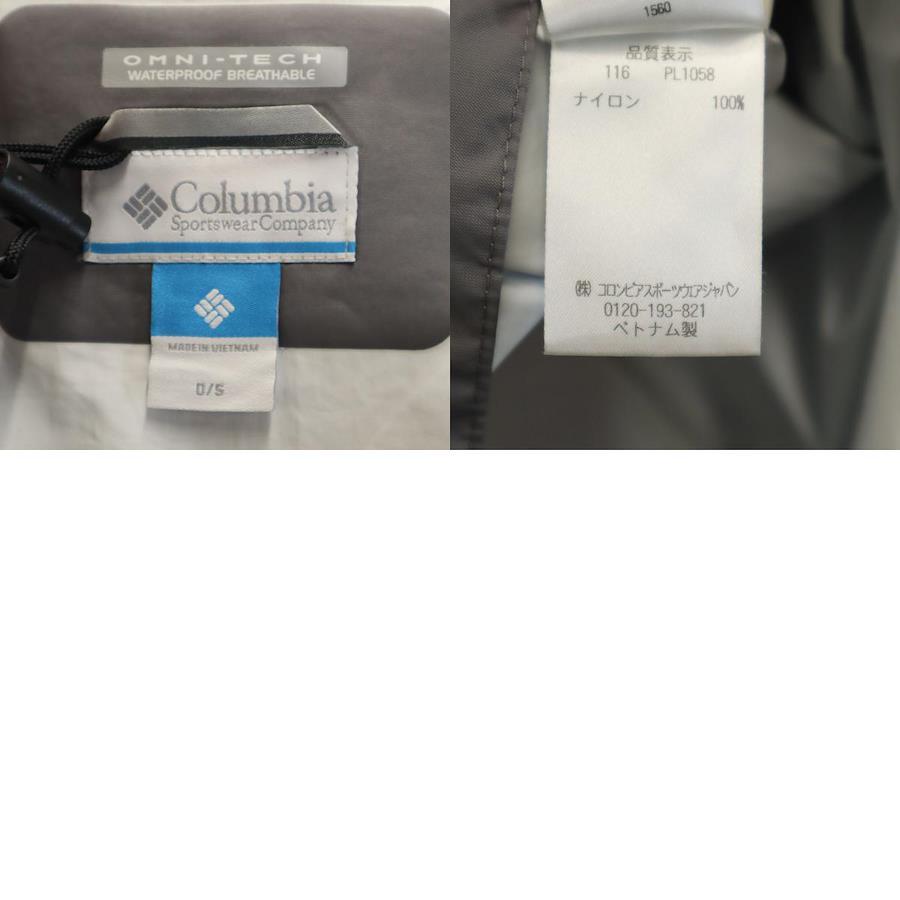 OMNI-TECH
WATERPROOF BREATHABLE
Columbia
Sportswear Company
MADE IN VIETNAM
O/S
1560
品質表示
116 PL1058
ナイロン 100%
㈱ コロンビアスポーツウエアジャパン
0120-193-821
ベトナム製